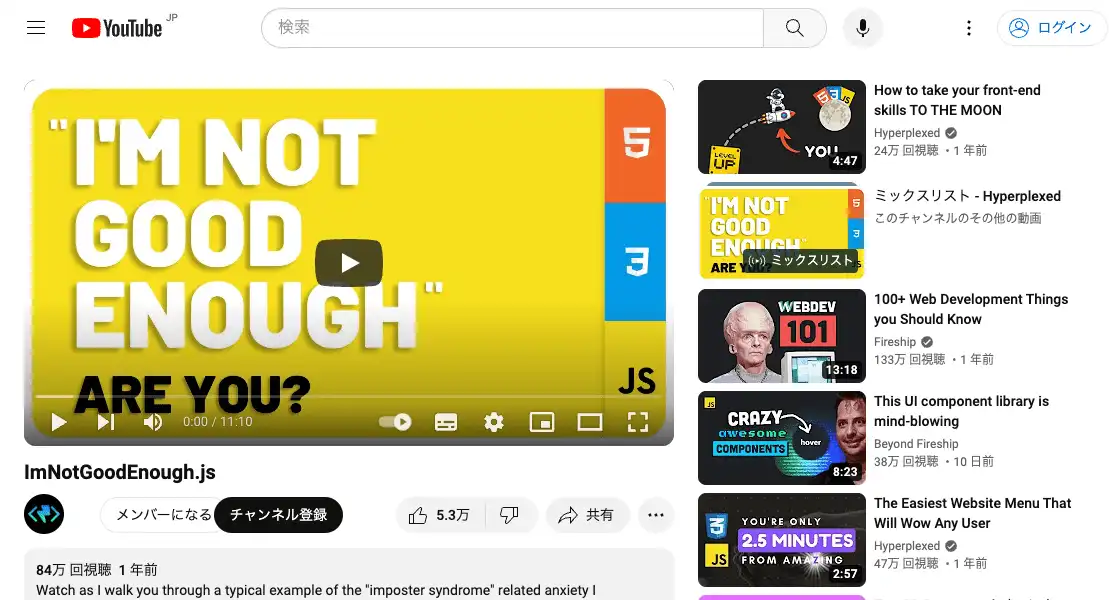 YouTube JP
検索
ログイン
"I'M NOT
GOOD
ENOUGH"
ARE YOU?
5
3
JS
0:00 / 11:10
ImNotGoodEnough.js
メンバーになる
チャンネル登録
5.3万
共有
84万 回視聴 1 年前
Watch as I walk you through a typical example of the "imposter syndrome" related anxiety I
LEVEL
UP
YOU
4:47
How to take your front-end
skills TO THE MOON
Hyperplexed
24万 回視聴 ・1 年前
"I'M NOT
GOOD
ENOUGH"
ARE YOU?
ミックスリスト
ミックスリスト - Hyperplexed
このチャンネルのその他の動画
WEBDEV
101
13:18
100+ Web Development Things
you Should Know
Fireship
133万 回視聴 ・1 年前
JS
CRAZY
awesome
COMPONENTS
hover
8:23
This UI component library is
mind-blowing
Beyond Fireship
38万 回視聴 ・10 日前
3
JS
YOU'RE ONLY
2.5 MINUTES
FROM AMAZING
2:57
The Easiest Website Menu That
Will Wow Any User
Hyperplexed
47万 回視聴 ・1 年前